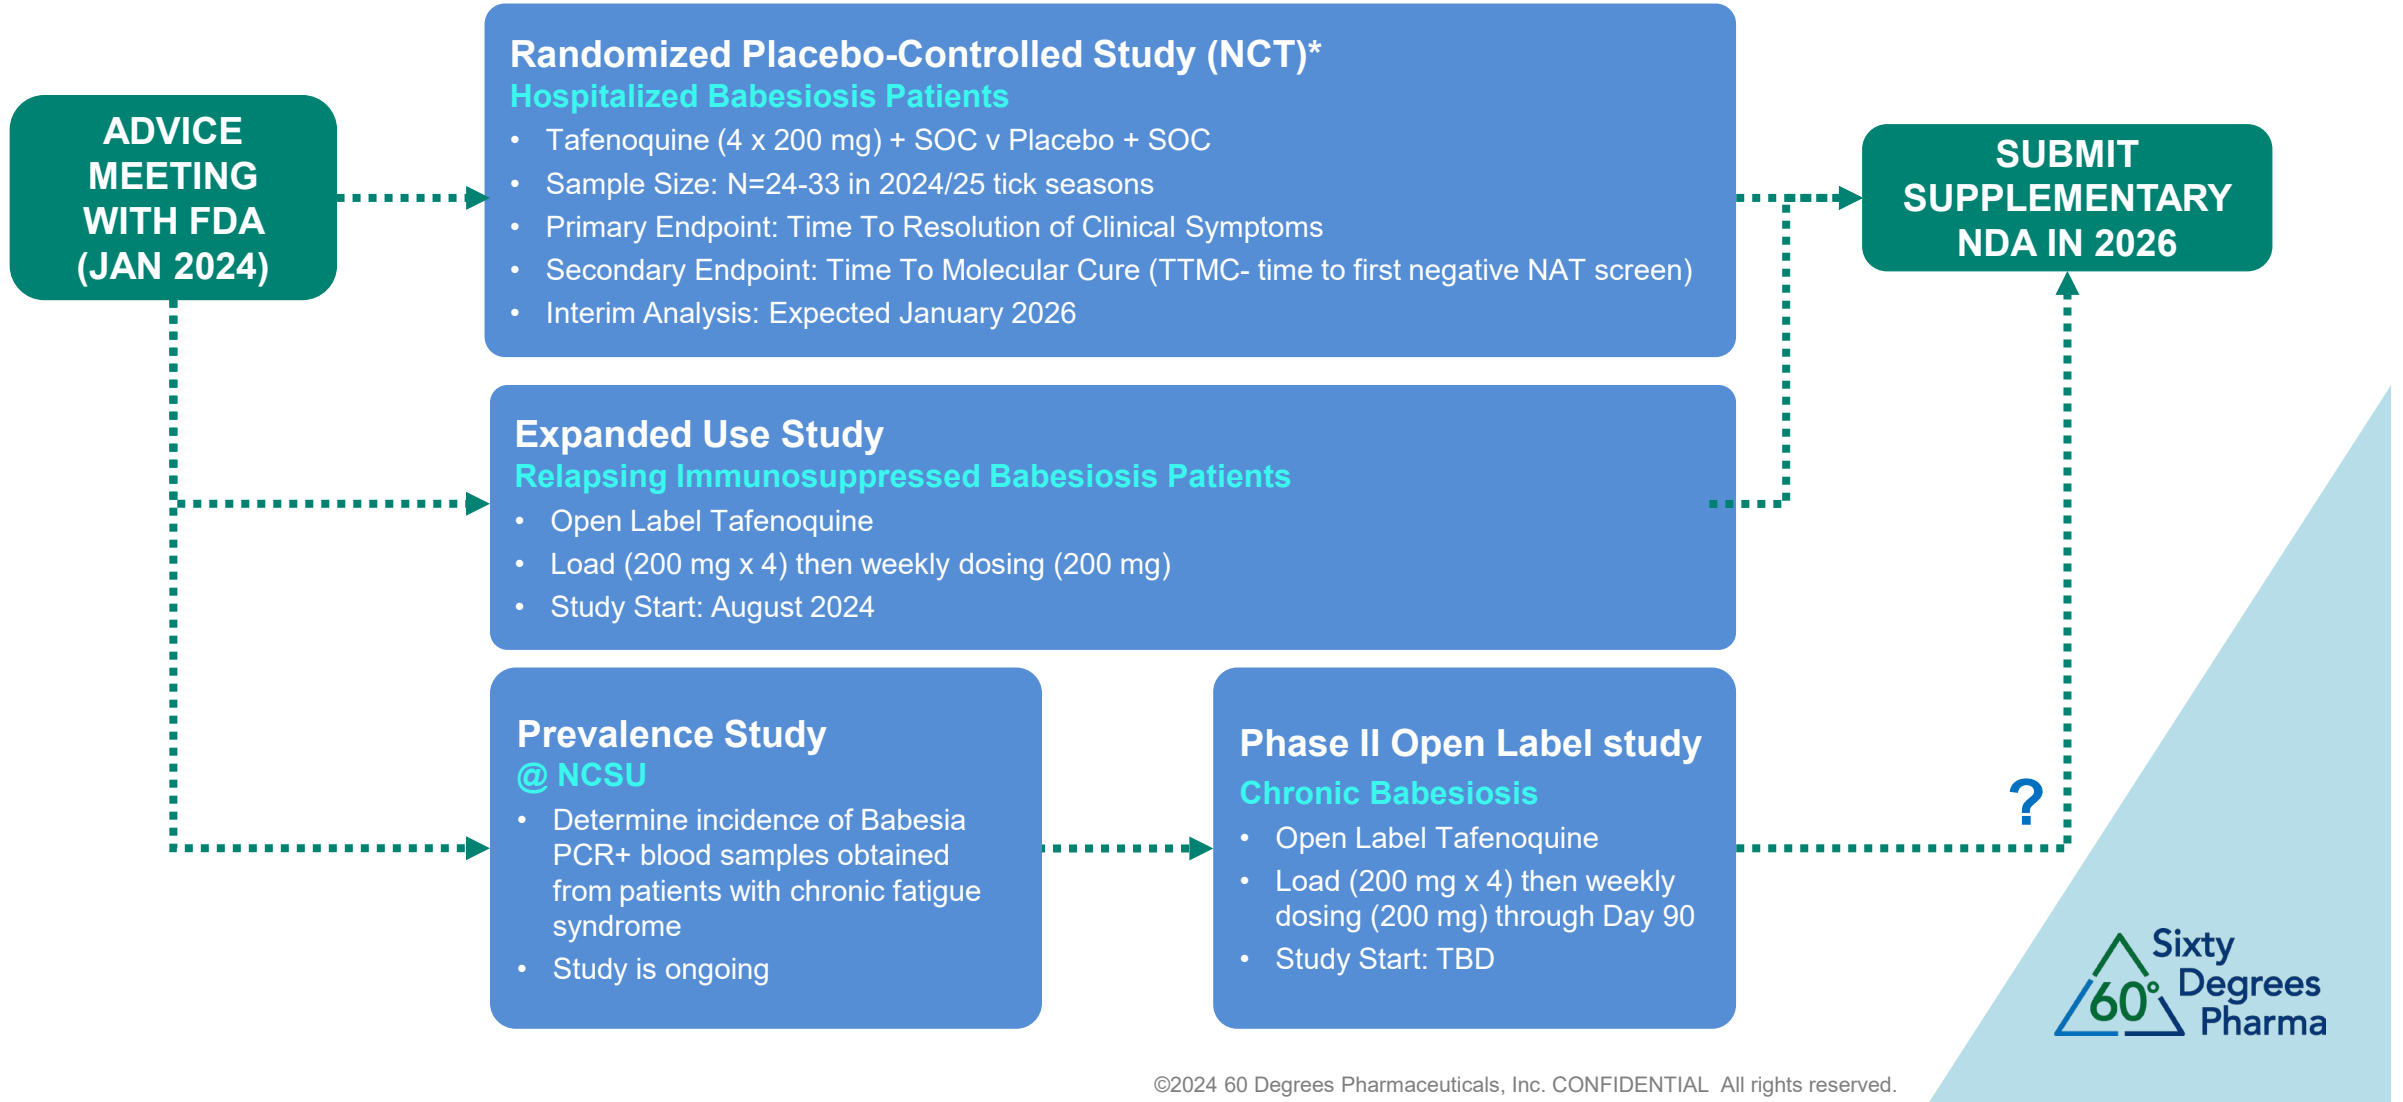 ADVICE
MEETING
WITH FDA
(JAN 2024)
Randomized Placebo-Controlled Study (NCT)*
Hospitalized Babesiosis Patients
• Tafenoquine (4 x 200 mg) + SOC v Placebo + SOC
• Sample Size: N=24-33 in 2024/25 tick seasons
• Primary Endpoint: Time To Resolution of Clinical Symptoms
• Secondary Endpoint: Time To Molecular Cure (TTMC- time to first negative NAT screen)
• Interim Analysis: Expected January 2026
SUBMIT
SUPPLEMENTARY
NDA IN 2026
Expanded Use Study
Relapsing Immunosuppressed Babesiosis Patients
• Open Label Tafenoquine
• Load (200 mg x 4) then weekly dosing (200 mg)
• Study Start: August 2024
Prevalence Study
@ NCSU
• Determine incidence of Babesia
PCR+ blood samples obtained
from patients with chronic fatigue
syndrome
• Study is ongoing
Phase II Open Label study
Chronic Babesiosis
• Open Label Tafenoquine
• Load (200 mg x 4) then weekly
dosing (200 mg) through Day 90
• Study Start: TBD
?
60°
Sixty
Degrees
Pharma
©2024 60 Degrees Pharmaceuticals, Inc. CONFIDENTIAL All rights reserved.